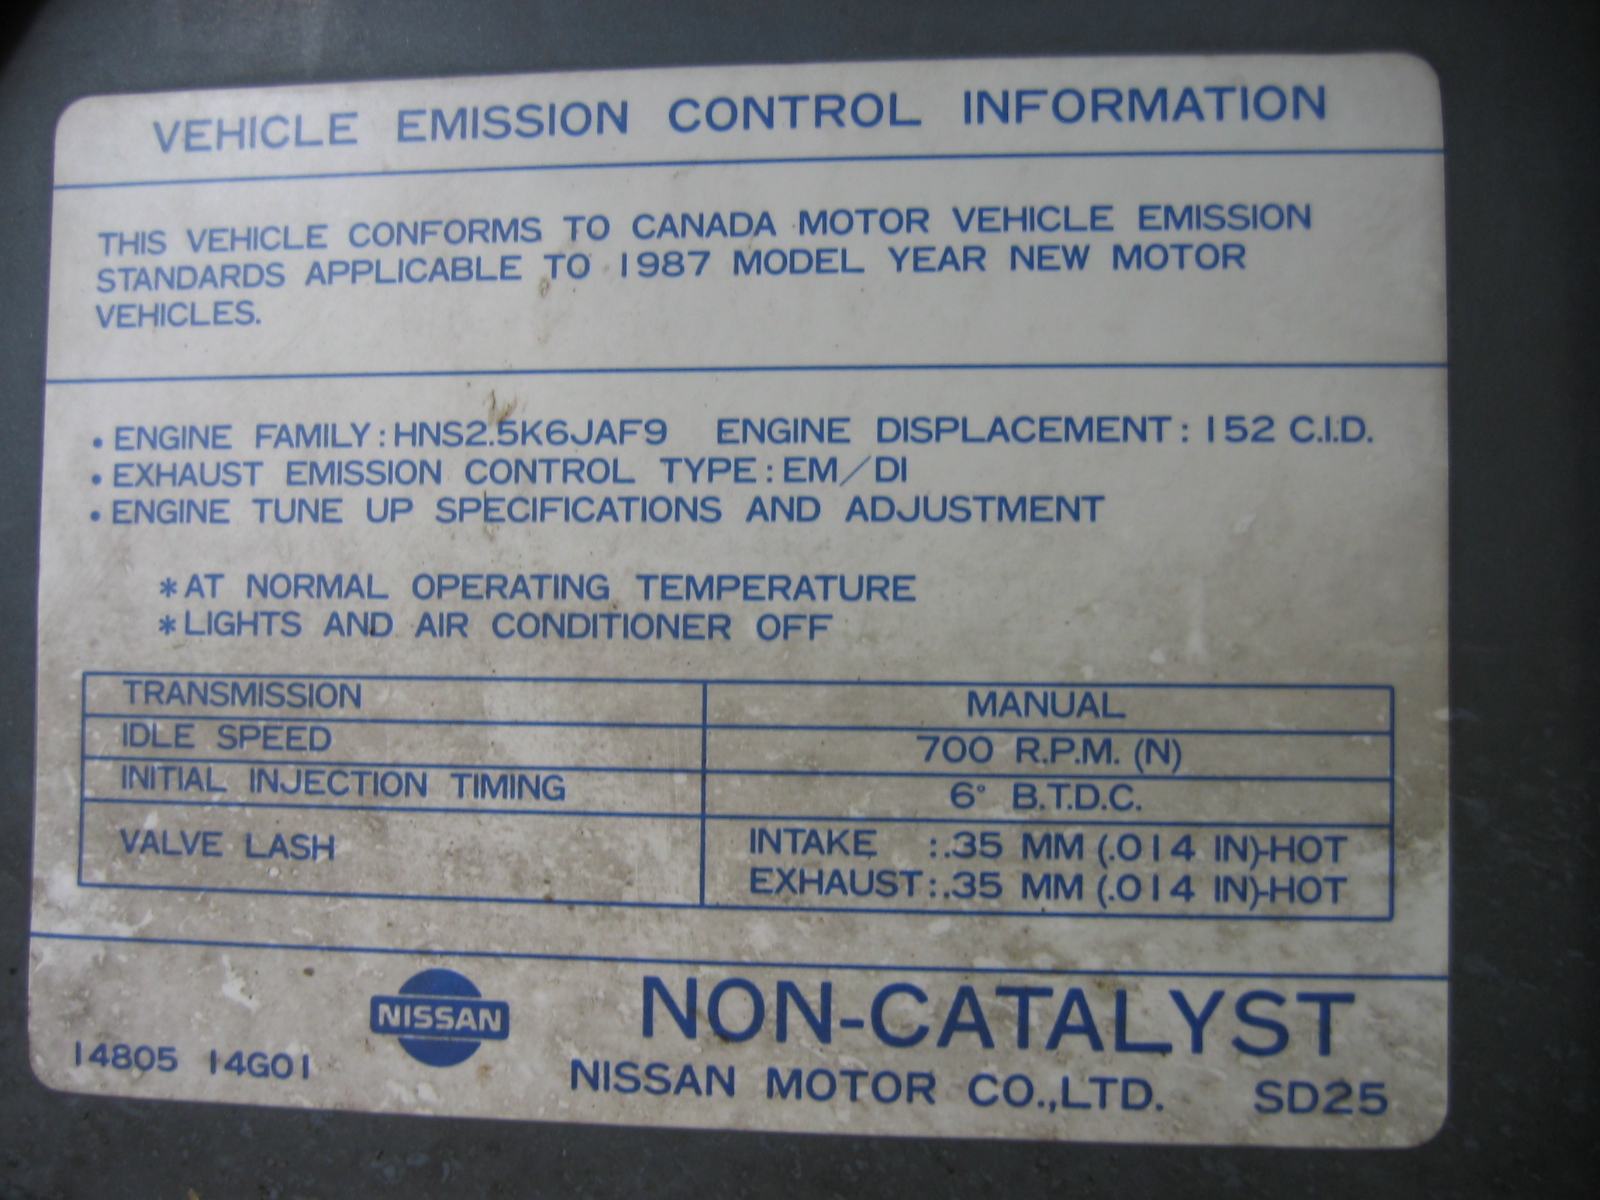 VEHICLE EMISSION CONTROL INFORMATION
THIS VEHICLE CONFORMS TO CANADA MOTOR VEHICLE EMISSION
STANDARDS APPLICABLE TO 1987 MODEL YEAR NEW MOTOR
VEHICLES.
• ENGINE FAMILY : HNS2.5K6JAF9 ENGINE DISPLACEMENT : 152 C.I.D.
• EXHAUST EMISSION CONTROL TYPE : EM/DI
• ENGINE TUNE UP SPECIFICATIONS AND ADJUSTMENT
*AT NORMAL OPERATING TEMPERATURE
*LIGHTS AND AIR CONDITIONER OFF
TRANSMISSION MANUAL
IDLE SPEED 700 R.P.M. (N)
INITIAL INJECTION TIMING 6° B.T.D.C.
VALVE LASH INTAKE :.35 MM (.014 IN)-HOT
EXHAUST:.35 MM (.014 IN)-HOT
NISSAN
NON-CATALYST
14805 14G01
NISSAN MOTOR CO.,LTD. SD25